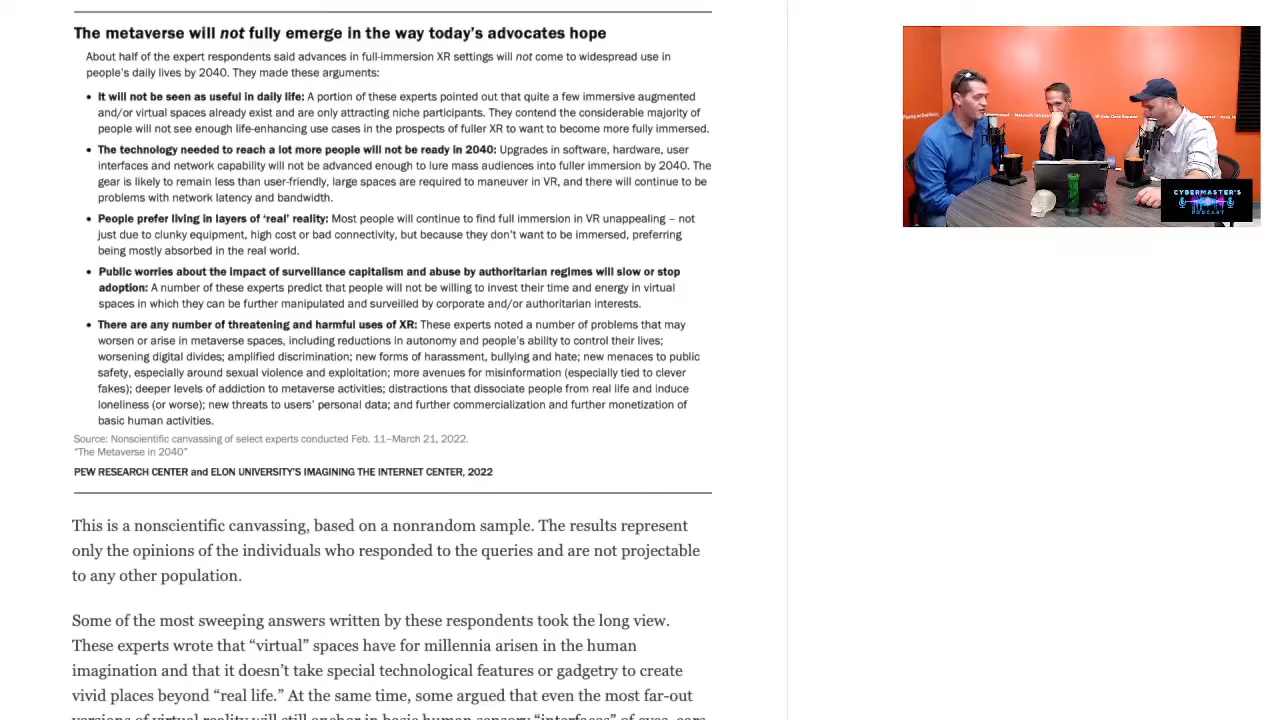 The metaverse will not fully emerge in the way today’s advocates hope
About half of the expert respondents said advances in full-immersion XR settings will not come to widespread use in
people’s daily lives by 2040. They made these arguments:
• It will not be seen as useful in daily life: A portion of these experts pointed out that quite a few immersive augmented
and/or virtual spaces already exist and are only attracting niche participants. They contend the considerable majority of
people will not see enough life-enhancing use cases in the prospects of fuller XR to want to become more fully immersed.
• The technology needed to reach a lot more people will not be ready in 2040: Upgrades in software, hardware, user
interfaces and network capability will not be advanced enough to lure mass audiences into fuller immersion by 2040. The
gear is likely to remain less than user-friendly, large spaces are required to maneuver in VR, and there will continue to be
problems with network latency and bandwidth.
• People prefer living in layers of ‘real’ reality: Most people will continue to find full immersion in VR unappealing – not
just due to clunky equipment, high cost or bad connectivity, but because they don’t want to be immersed, preferring
being mostly absorbed in the real world.
• Public worries about the impact of surveillance capitalism and abuse by authoritarian regimes will slow or stop
adoption: A number of these experts predict that people will not be willing to invest their time and energy in virtual
spaces in which they can be further manipulated and surveilled by corporate and/or authoritarian interests.
• There are any number of threatening and harmful uses of XR: These experts noted a number of problems that may
worsen or arise in metaverse spaces, including reductions in autonomy and people’s ability to control their lives;
worsening digital divides; amplified discrimination; new forms of harassment, bullying and hate; new menaces to public
safety, especially around sexual violence and exploitation; more avenues for misinformation (especially tied to clever
fakes); deeper levels of addiction to metaverse activities; distractions that dissociate people from real life and induce
loneliness (or worse); new threats to users’ personal data; and further commercialization and further monetization of
basic human activities.
Source: Nonscientific canvassing of select experts conducted Feb. 11–March 21, 2022.
“The Metaverse in 2040”
PEW RESEARCH CENTER and ELON UNIVERSITY’S IMAGINING THE INTERNET CENTER, 2022
This is a nonscientific canvassing, based on a nonrandom sample. The results represent
only the opinions of the individuals who responded to the queries and are not projectable
to any other population.
Some of the most sweeping answers written by these respondents took the long view.
These experts wrote that “virtual” spaces have for millennia arisen in the human
imagination and that it doesn’t take special technological features or gadgetry to create
vivid places beyond “real life.” At the same time, some argued that even the most far-out
versions of virtual reality will still anchor in basic human sensory “interfaces” of eyes, ears,
CYBERMASTER'S
PODCAST